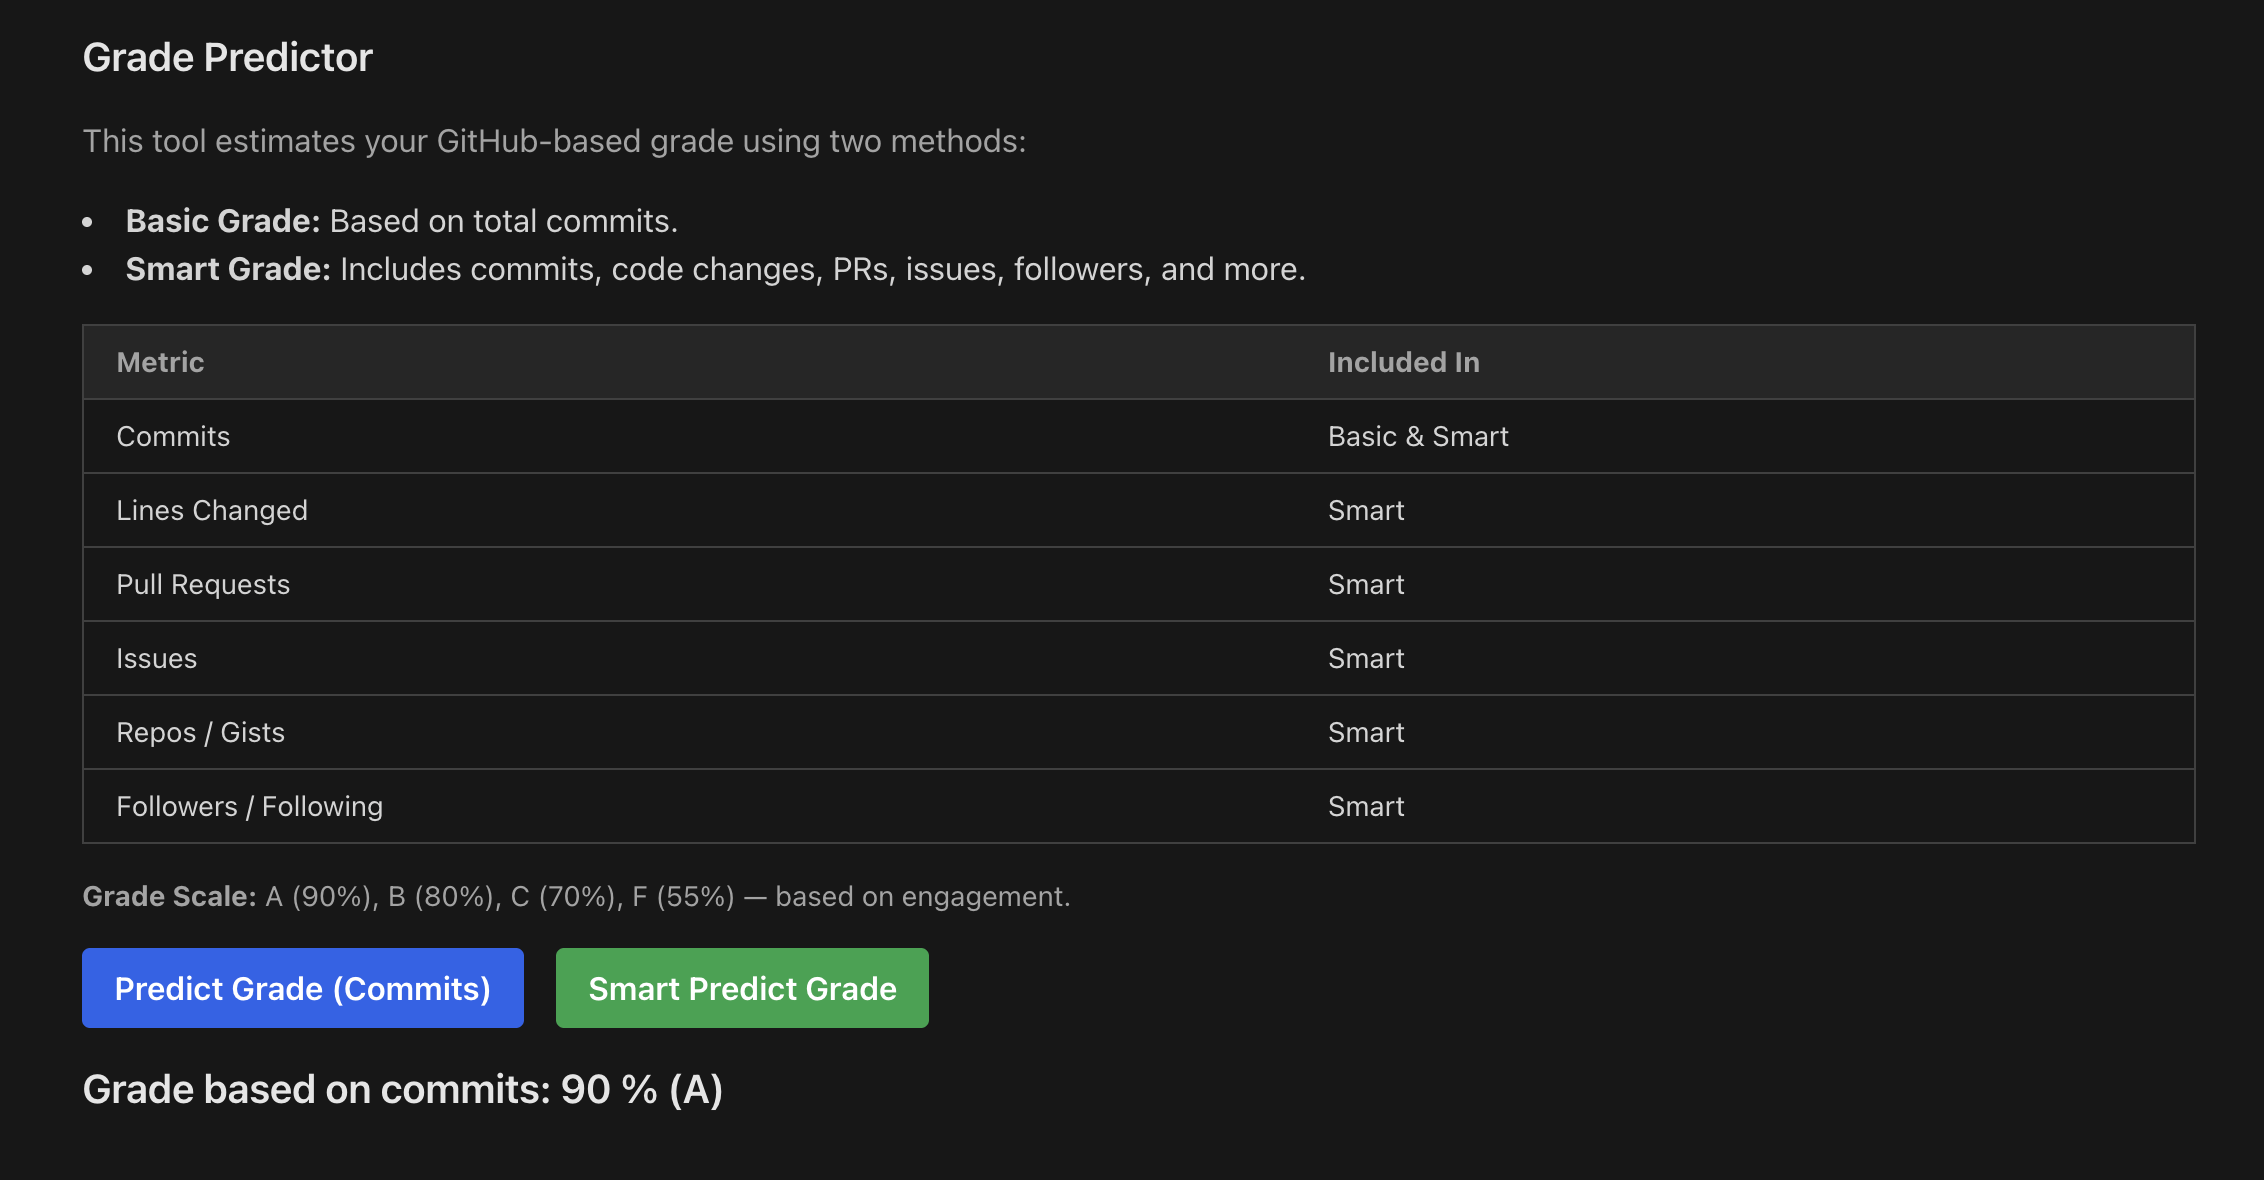 Grade Predictor
This tool estimates your GitHub-based grade using two methods:
• Basic Grade: Based on total commits.
• Smart Grade: Includes commits, code changes, PRs, issues, followers, and more.
Metric Included In
Commits Basic & Smart
Lines Changed Smart
Pull Requests Smart
Issues Smart
Repos / Gists Smart
Followers / Following Smart
Grade Scale: A (90%), B (80%), C (70%), F (55%) — based on engagement.
Predict Grade (Commits) Smart Predict Grade
Grade based on commits: 90 % (A)